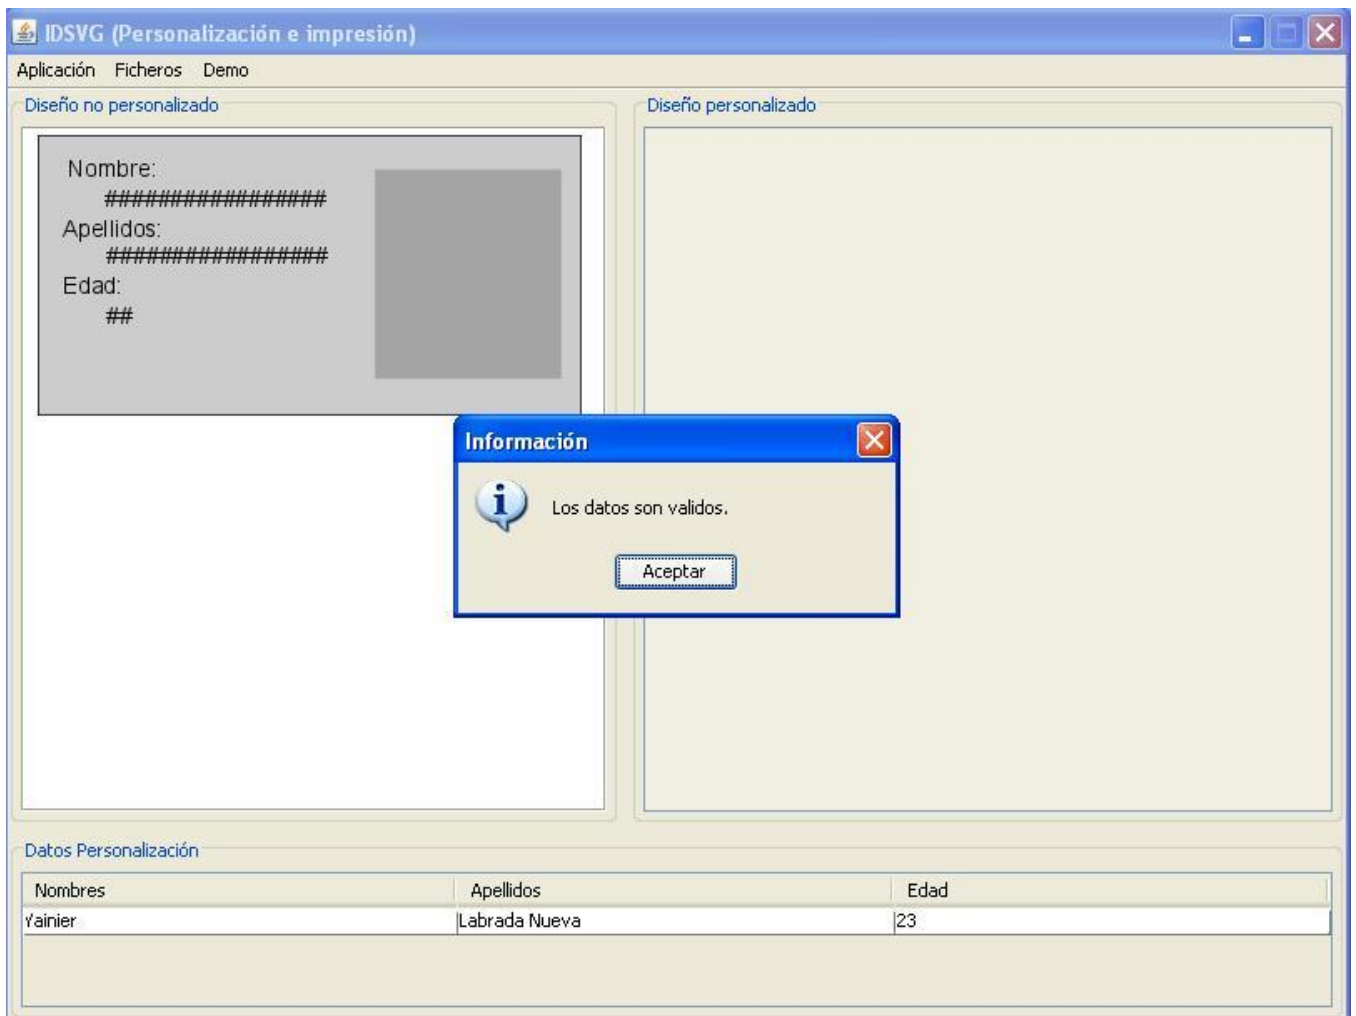 IDSVG (Personalización e impresión)
Aplicación Ficheros Demo
Diseño no personalizado
Diseño personalizado
Nombre:
#################
Apellidos:
#################
Edad:
##
Información
Los datos son validos.
Aceptar
Datos Personalización
Nombres Apellidos Edad
Yainier Labrada Nueva 23